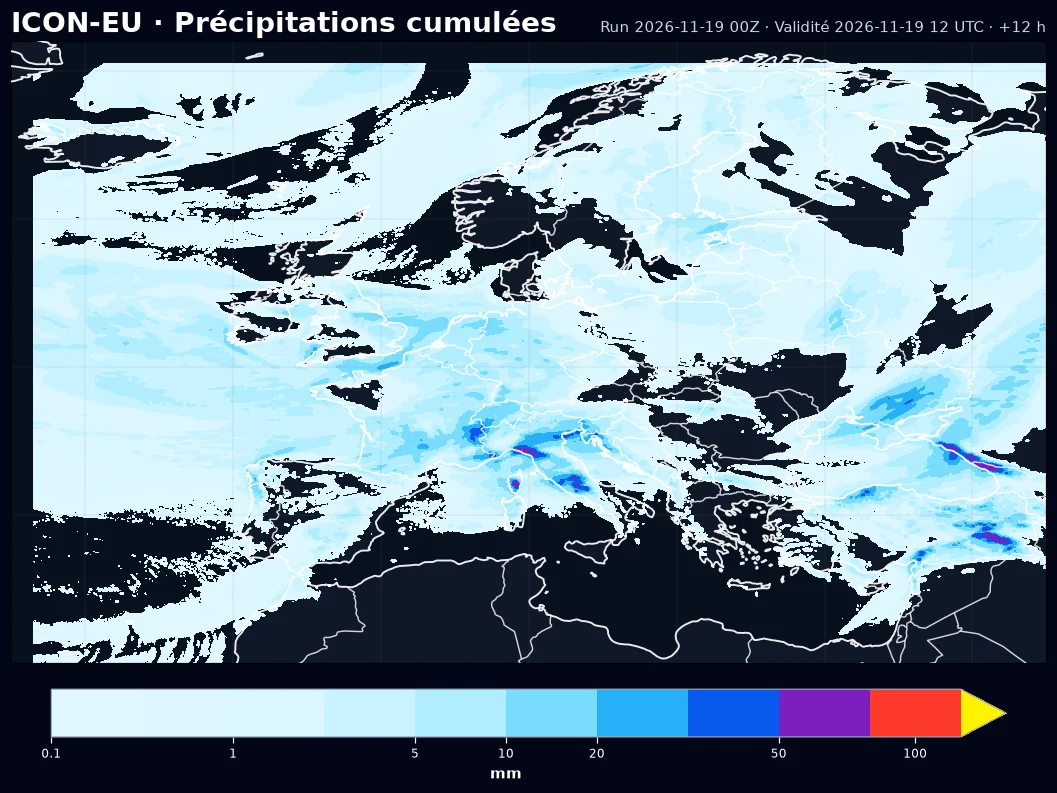 ICON-EU · Précipitations cumulées
Run 2026-11-19 00Z · Validité 2026-11-19 12 UTC · +12 h
0.1 1 5 10 20 50 100
mm